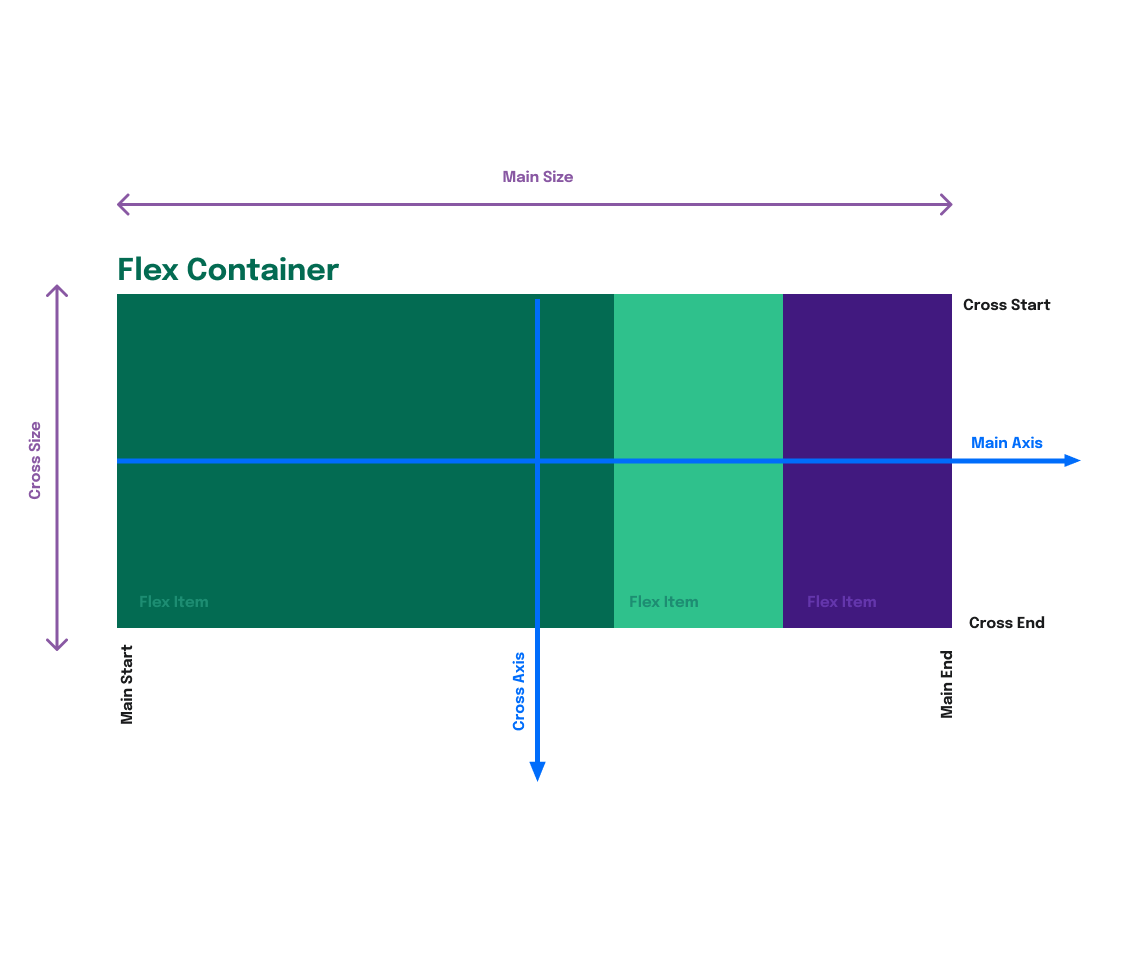 Main Size
Flex Container
Cross Start
Cross Size
Main Axis
Flex Item
Flex Item
Flex Item
Cross End
Main Start
Cross Axis
Main End